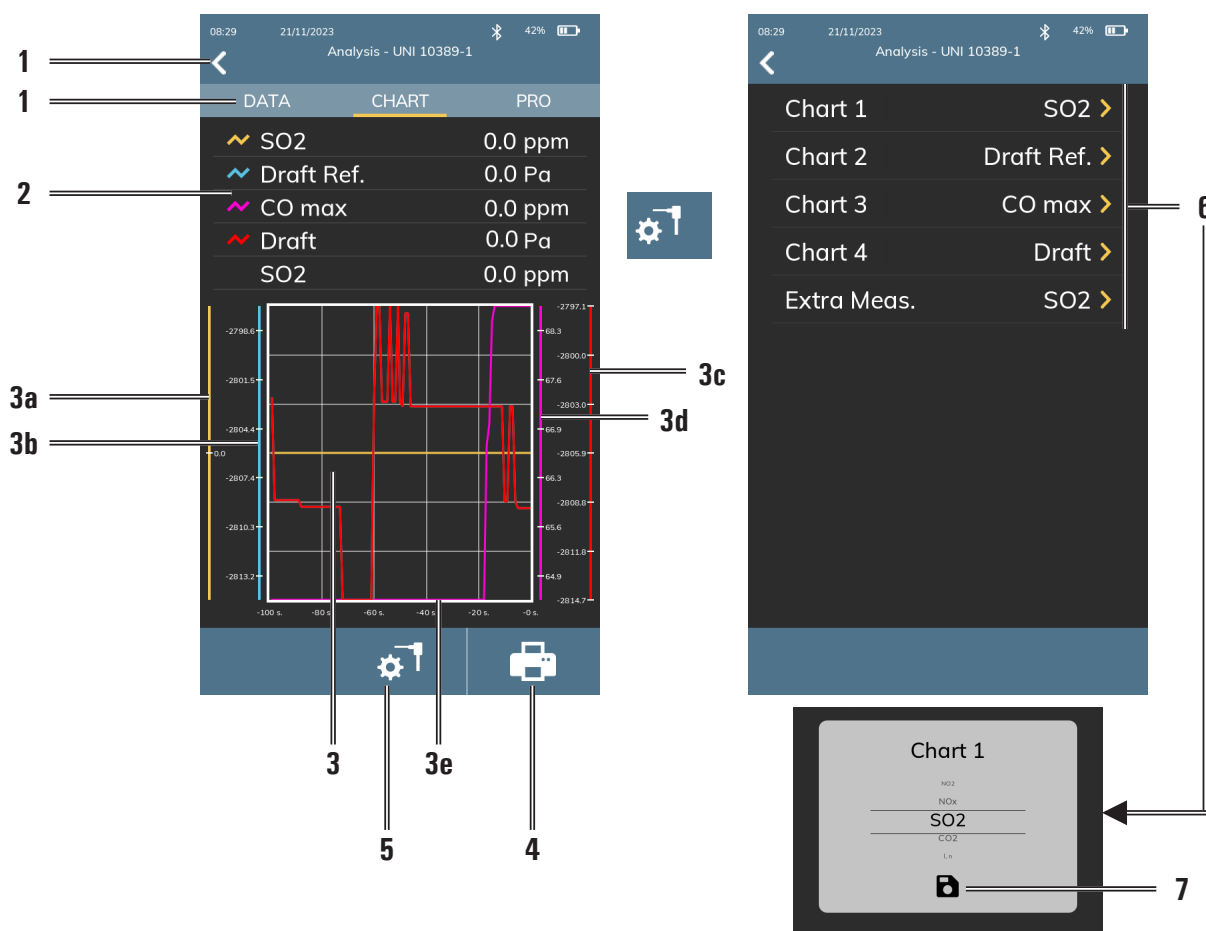 08:29 21/11/2023 42%
Analysis - UNI 10389-1
1
1
DATA CHART PRO
SO2 0.0 ppm
Draft Ref. 0.0 Pa
2
CO max 0.0 ppm
Draft 0.0 Pa
SO2 0.0 ppm
-2797.1
-2798.6 68.3
-2800.0
-2801.5 67.6
3a 3c
-2803.0
3d
-2804.4 66.9
3b
0.0 -2805.9
-2807.4 66.3
-2808.8
-2810.3 65.6
-2811.8
-2813.2 64.9
-2814.7
-100 s. -80 s. -60 s. -40 s. -20 s. -0 s.
3 3e
5 4
08:29 21/11/2023 42%
Analysis - UNI 10389-1
Chart 1 SO2
Chart 2 Draft Ref.
Chart 3 CO max
6
Chart 4 Draft
Extra Meas. SO2
Chart 1
NO2
NOx
SO2
CO2
λ, n
7